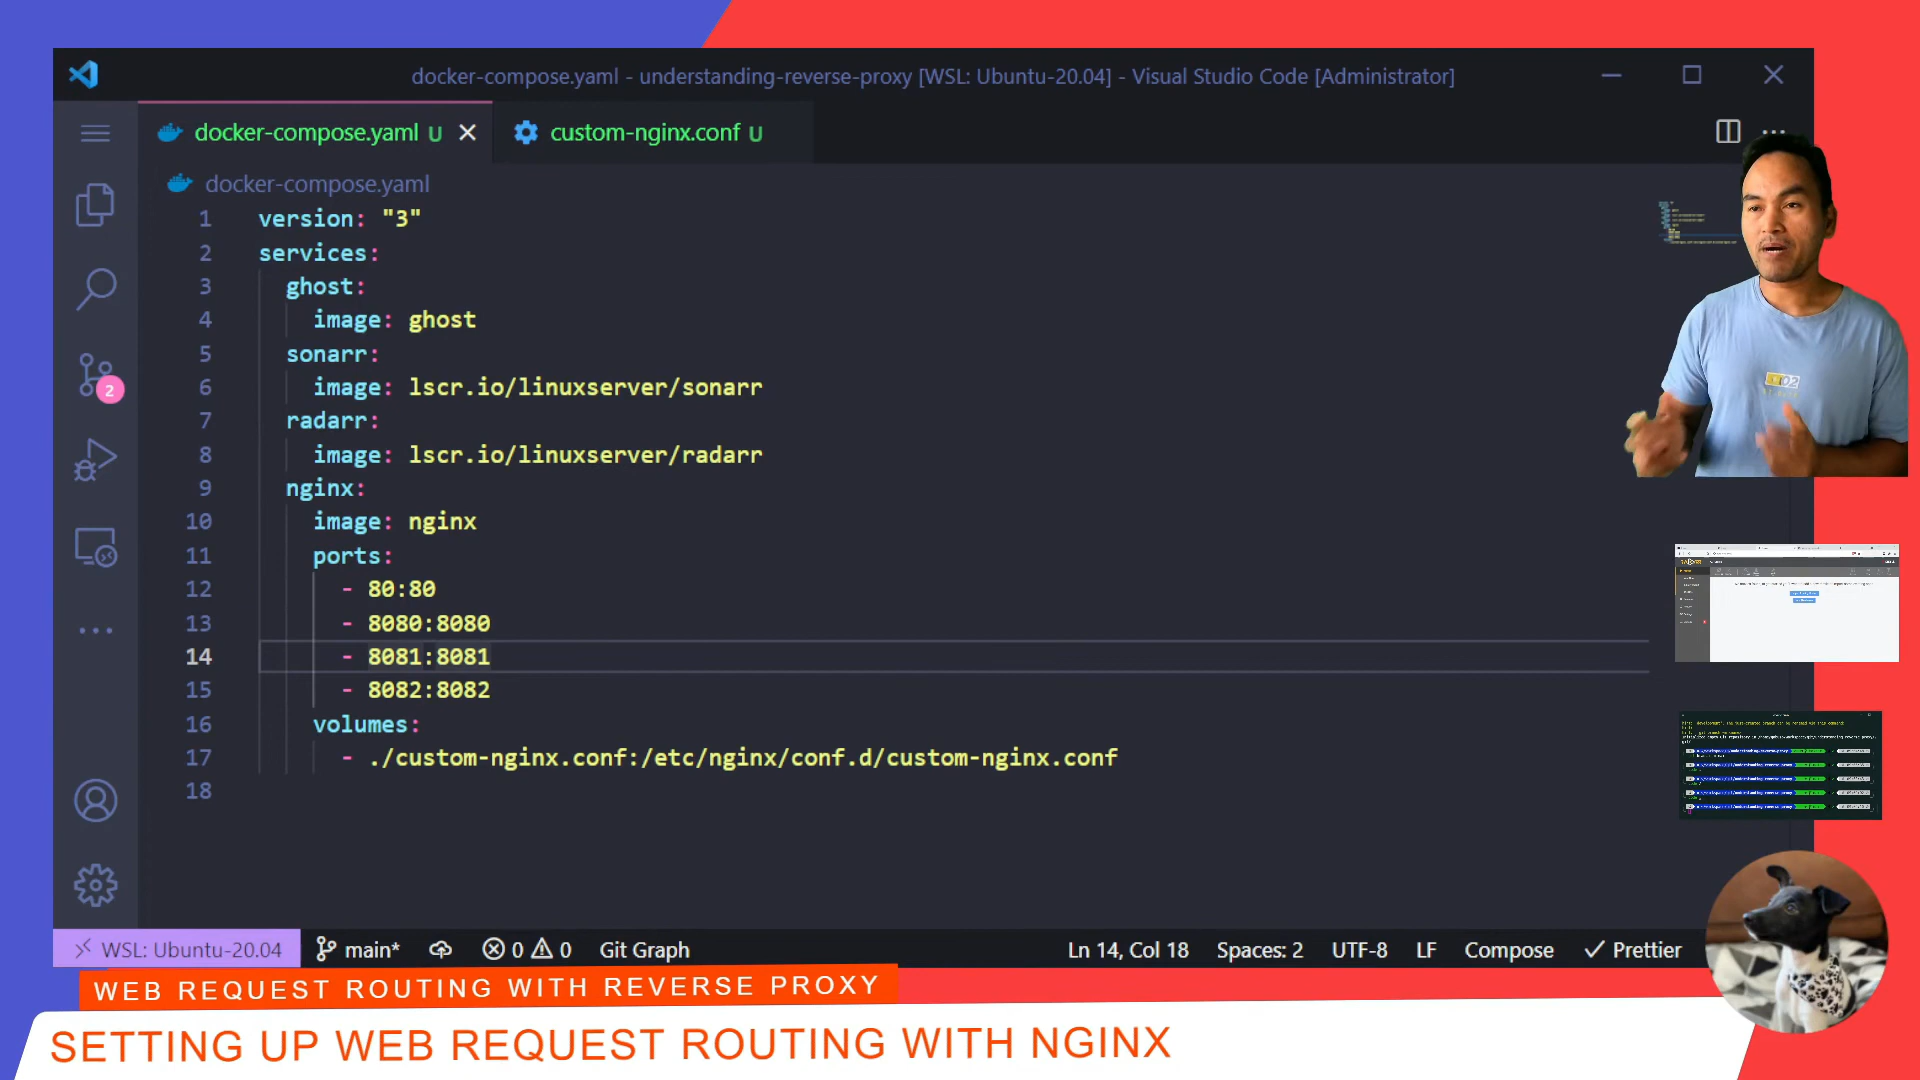 docker-compose.yaml - understanding-reverse-proxy [WSL: Ubuntu-20.04] - Visual Studio Code [Administrator]
docker-compose.yaml U
custom-nginx.conf U
docker-compose.yaml
1 version: "3"
2 services:
3 ghost:
4 image: ghost
5 sonarr:
6 image: lscr.io/linuxserver/sonarr
7 radarr:
8 image: lscr.io/linuxserver/radarr
9 nginx:
10 image: nginx
11 ports:
12 - 80:80
13 - 8080:8080
14 - 8081:8081
15 - 8082:8082
16 volumes:
17 - ./custom-nginx.conf:/etc/nginx/conf.d/custom-nginx.conf
18
2
WSL: Ubuntu-20.04 main* 0 0 Git Graph Ln 14, Col 18 Spaces: 2 UTF-8 LF Compose Prettier
WEB REQUEST ROUTING WITH REVERSE PROXY
SETTING UP WEB REQUEST ROUTING WITH NGINX